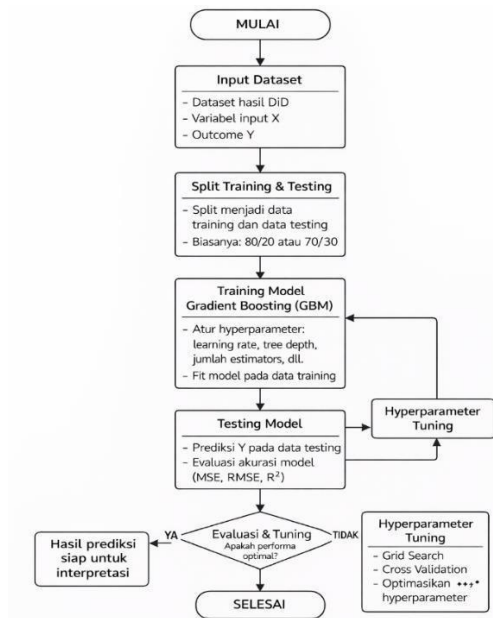 MULAI
Input Dataset
- Dataset hasil DiD
- Variabel input X
- Outcome Y
Split Training & Testing
- Split menjadi data
training dan data testing
- Biasanya: 80/20 atau 70/30
Training Model
Gradient Boosting (GBM)
- Atur hyperparameter:
learning rate, tree depth,
jumlah estimators, dll.
- Fit model pada data training
Testing Model
- Prediksi Y pada data testing
- Evaluasi akurasi model
(MSE, RMSE, R²)
Hyperparameter
Tuning
Evaluasi & Tuning
Apakah performa
optimal?
YA
TIDAK
Hasil prediksi
siap untuk
interpretasi
Hyperparameter
Tuning
- Grid Search
- Cross Validation
- Optimasikan
hyperparameter
SELESAI